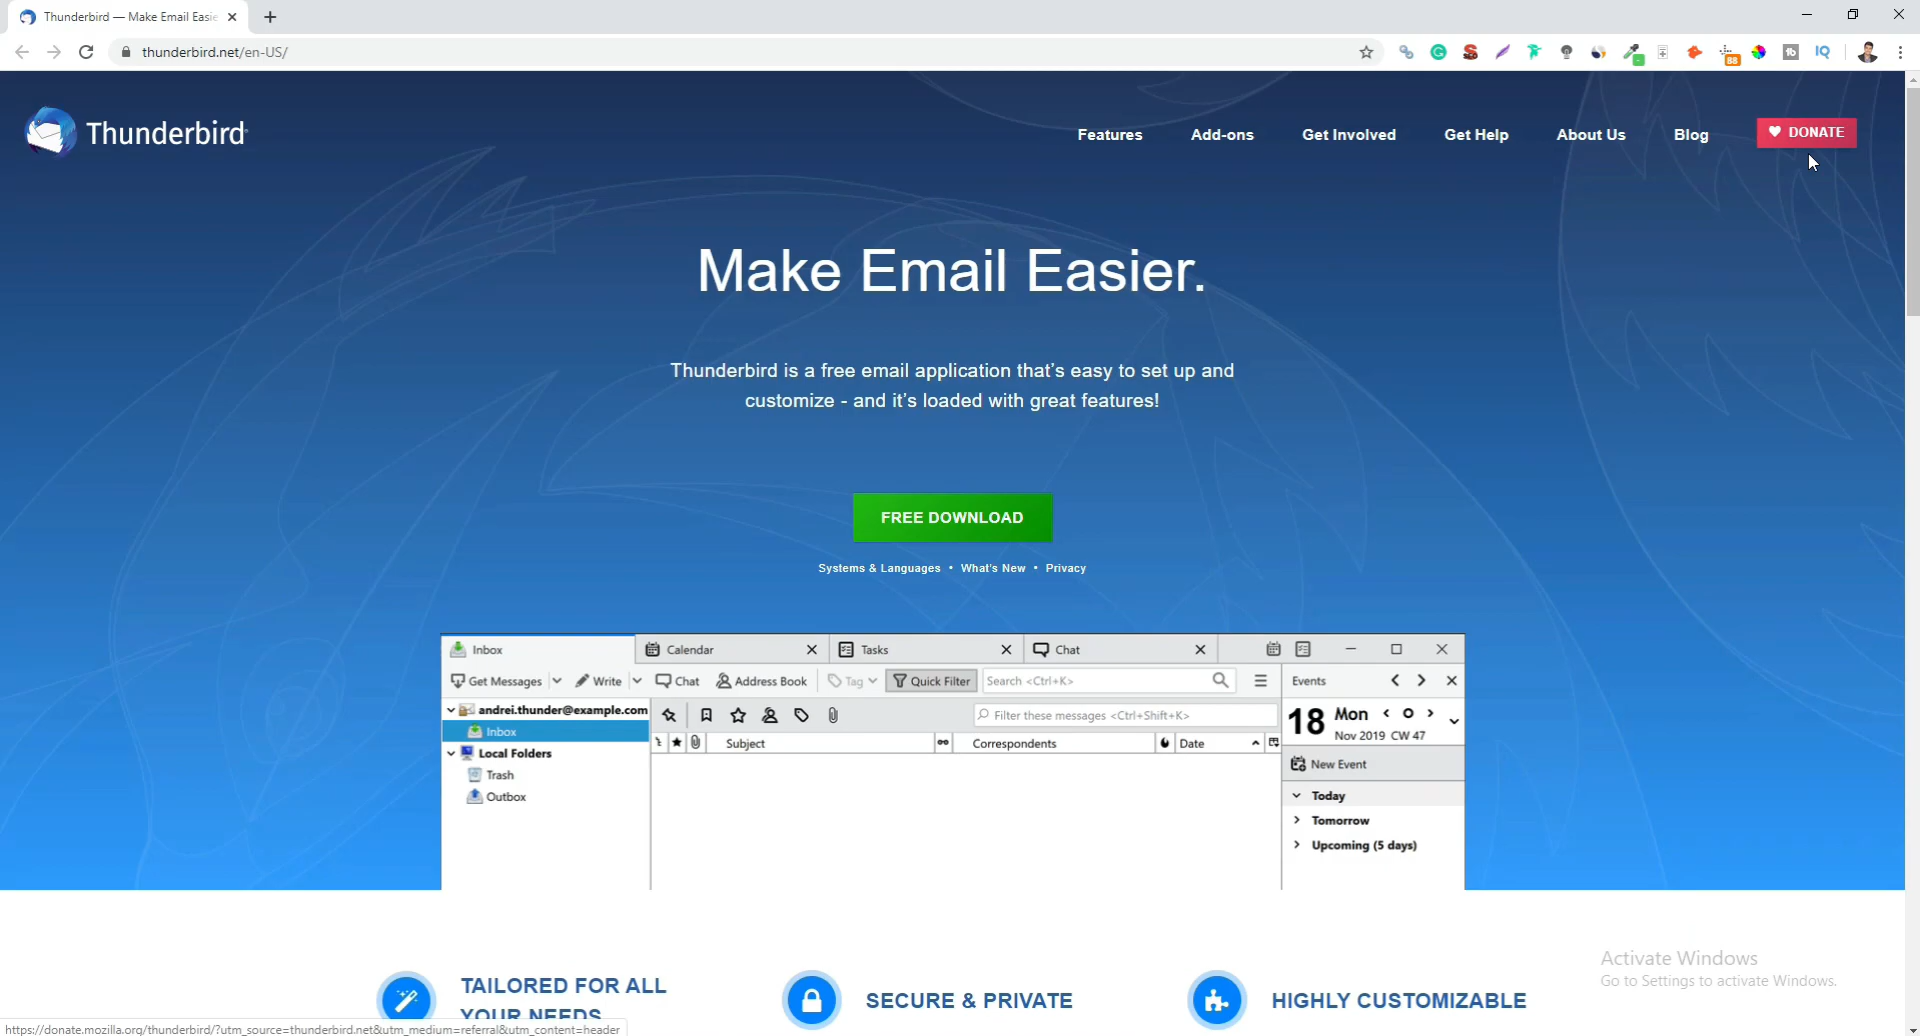 Thunderbird — Make Email Easie
thunderbird.net/en-US/
88
IQ
Thunderbird
Features
Add-ons
Get Involved
Get Help
About Us
Blog
DONATE
Make Email Easier.
Thunderbird is a free email application that's easy to set up and
customize - and it's loaded with great features!
FREE DOWNLOAD
Systems & Languages • What's New • Privacy
Inbox
Calendar
Tasks
Chat
Get Messages
Write
Chat
Address Book
Tag
Quick Filter
Search <Ctrl+K>
Events
andrei.thunder@example.com
Filter these messages <Ctrl+Shift+K>
18
Mon
Nov 2019 CW 47
Inbox
Subject
Correspondents
Date
Local Folders
New Event
Trash
Outbox
Today
Tomorrow
Upcoming (5 days)
TAILORED FOR ALL
YOUR NEEDS
SECURE & PRIVATE
HIGHLY CUSTOMIZABLE
Activate Windows
Go to Settings to activate Windows.
https://donate.mozilla.org/thunderbird/?utm_source=thunderbird.net&utm_medium=referral&utm_content=header